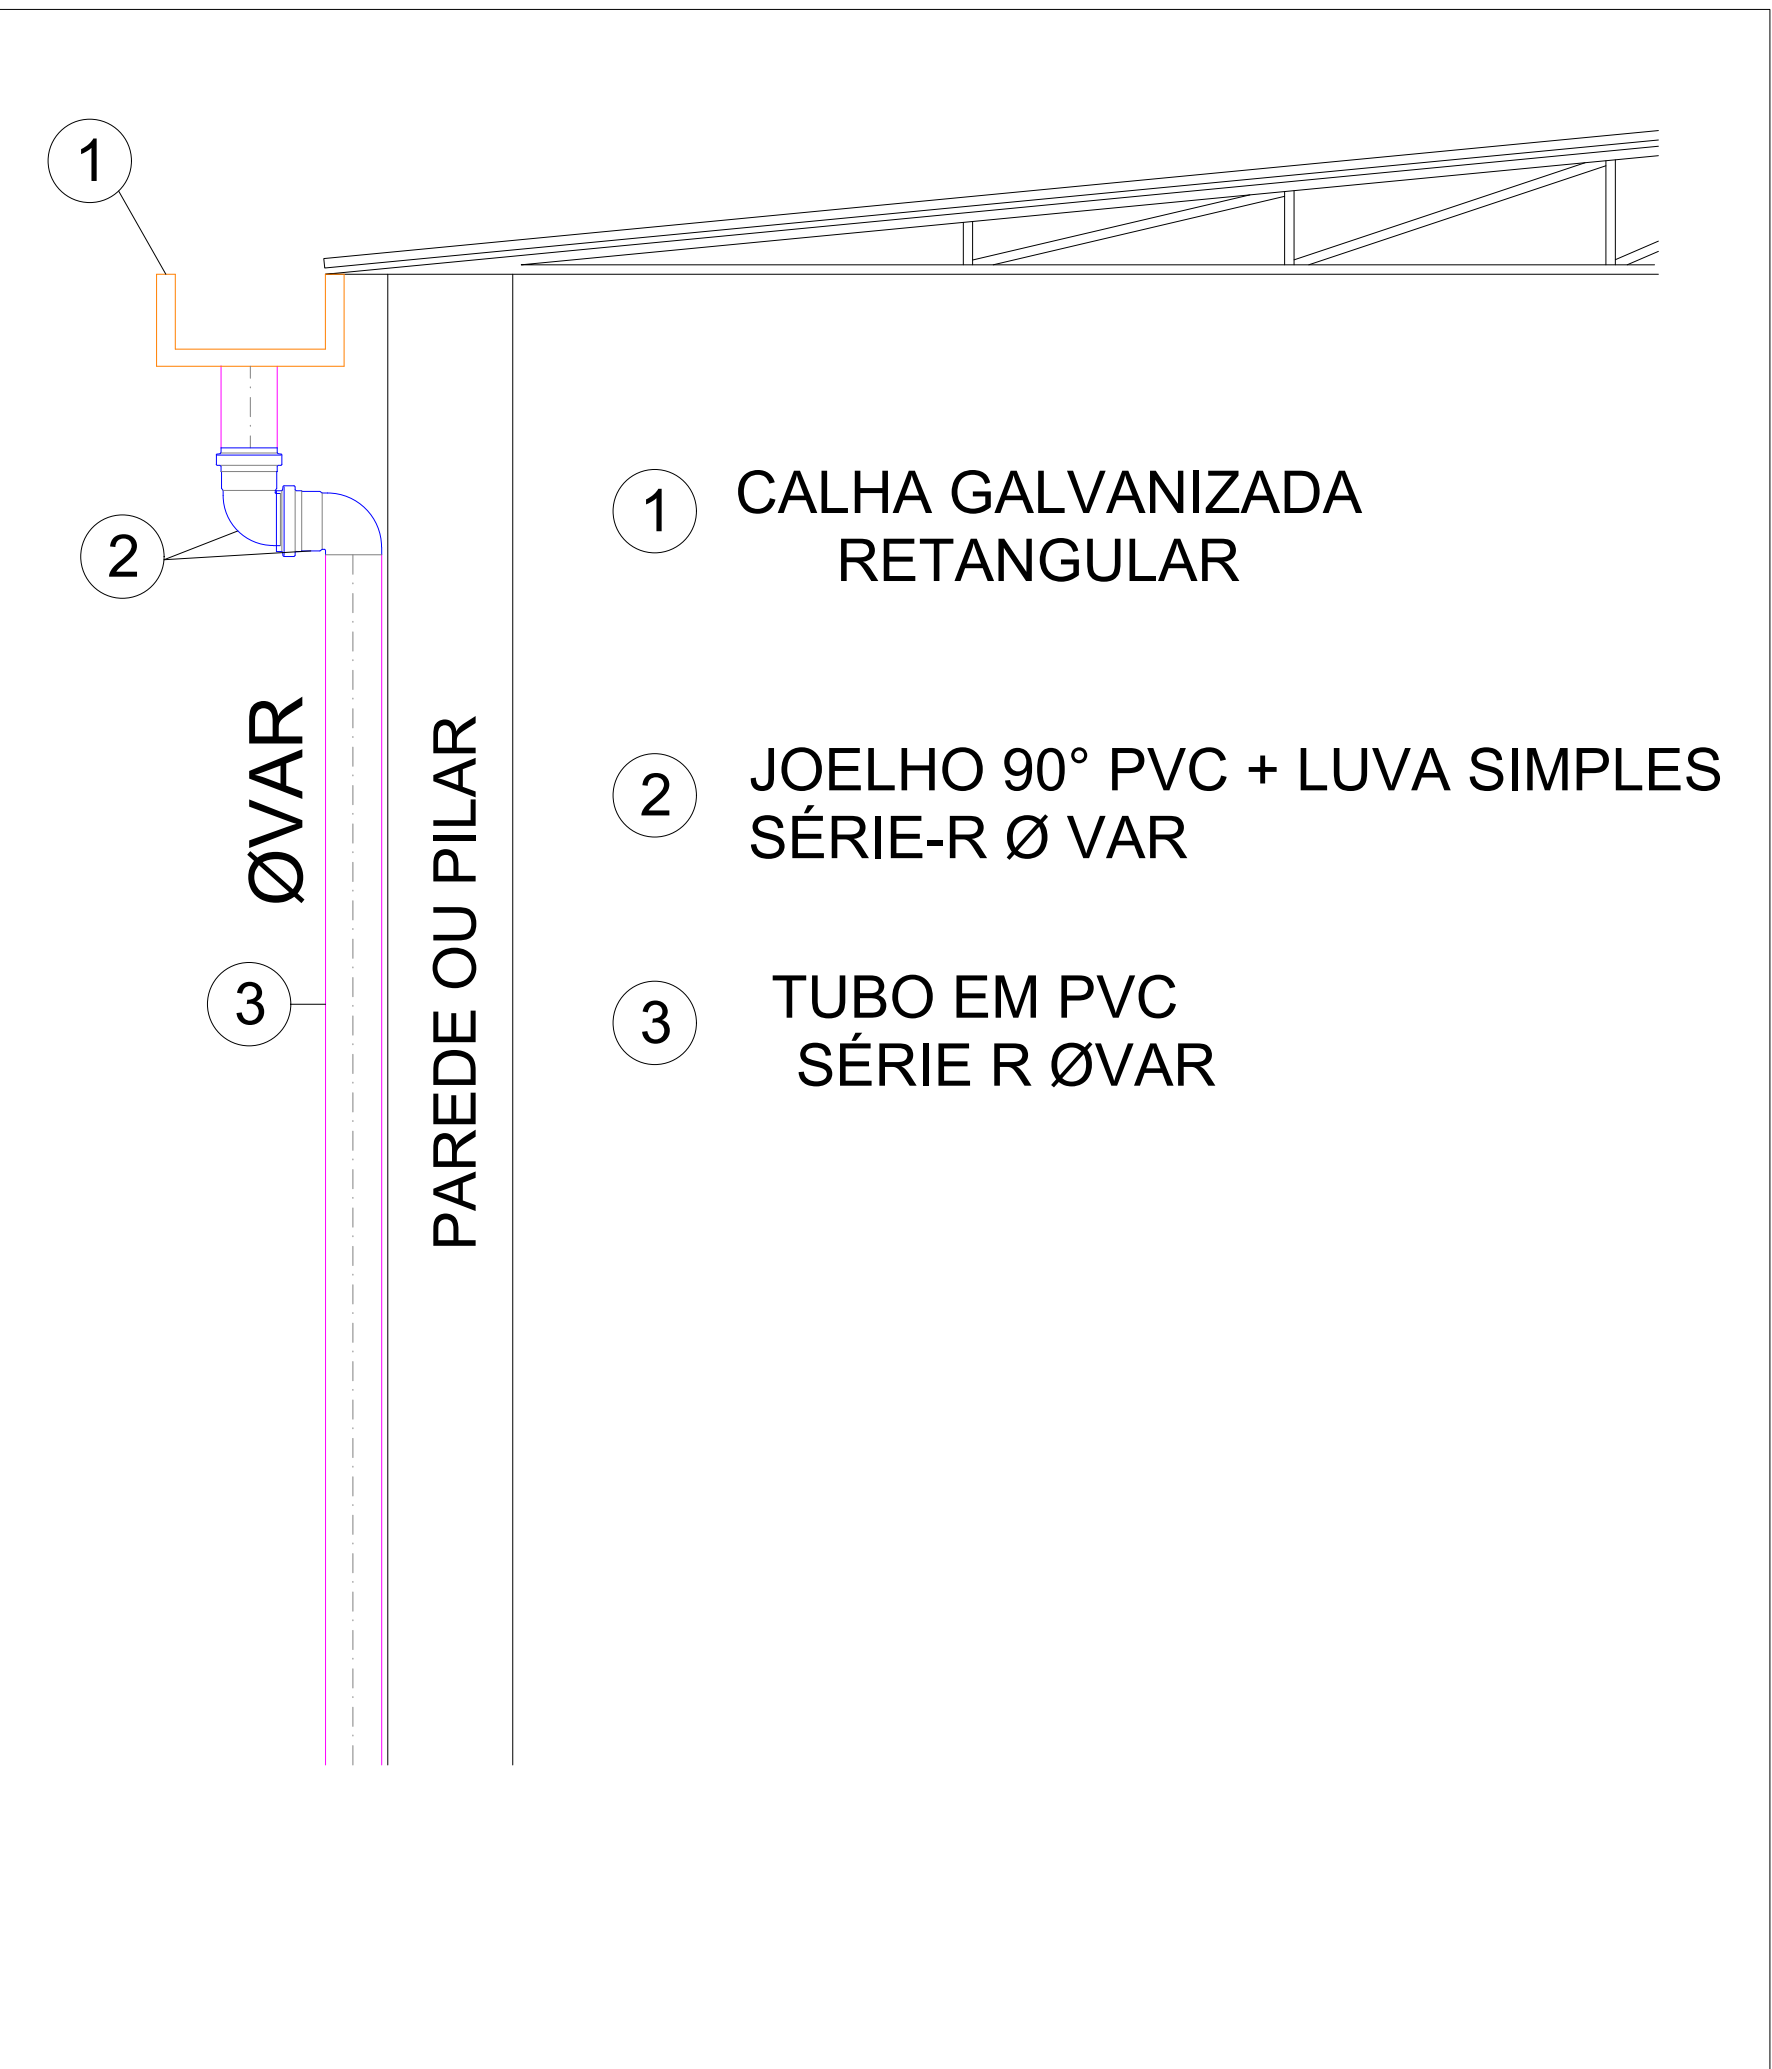 1
2
3
ØVAR
PAREDE OU PILAR
1 CALHA GALVANIZADA
RETANGULAR
2 JOELHO 90° PVC + LUVA SIMPLES
SÉRIE-R Ø VAR
3 TUBO EM PVC
SÉRIE R ØVAR